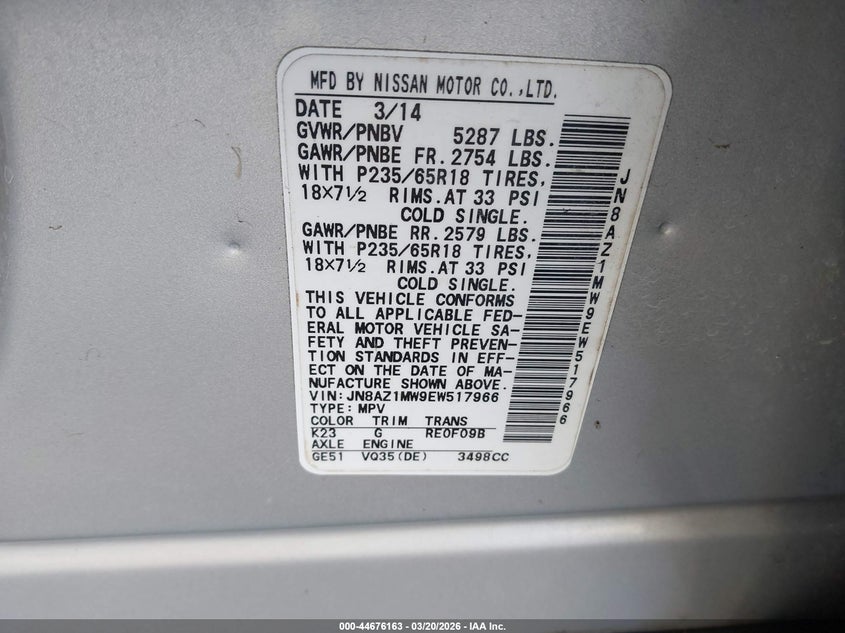 MFD BY NISSAN MOTOR CO.,LTD.
DATE 3/14
GVWR/PNBV 5287 LBS.
GAWR/PNBE FR. 2754 LBS.
WITH P235/65R18 TIRES,
18X7½ RIMS. AT 33 PSI
COLD SINGLE.
GAWR/PNBE RR. 2579 LBS.
WITH P235/65R18 TIRES,
18X7½ RIMS. AT 33 PSI
COLD SINGLE.
THIS VEHICLE CONFORMS
TO ALL APPLICABLE FED-
ERAL MOTOR VEHICLE SA-
FETY AND THEFT PREVEN-
TION STANDARDS IN EFF-
ECT ON THE DATE OF MA-
NUFACTURE SHOWN ABOVE.
VIN: JN8AZ1MW9EW517966
TYPE: MPV
COLOR TRIM TRANS
K23 G RE0F09B
AXLE ENGINE
GE51 VQ35(DE) 3498CC
JN8AZ1MW9EW517966
000-44676163 - 03/20/2026 - IAA Inc.